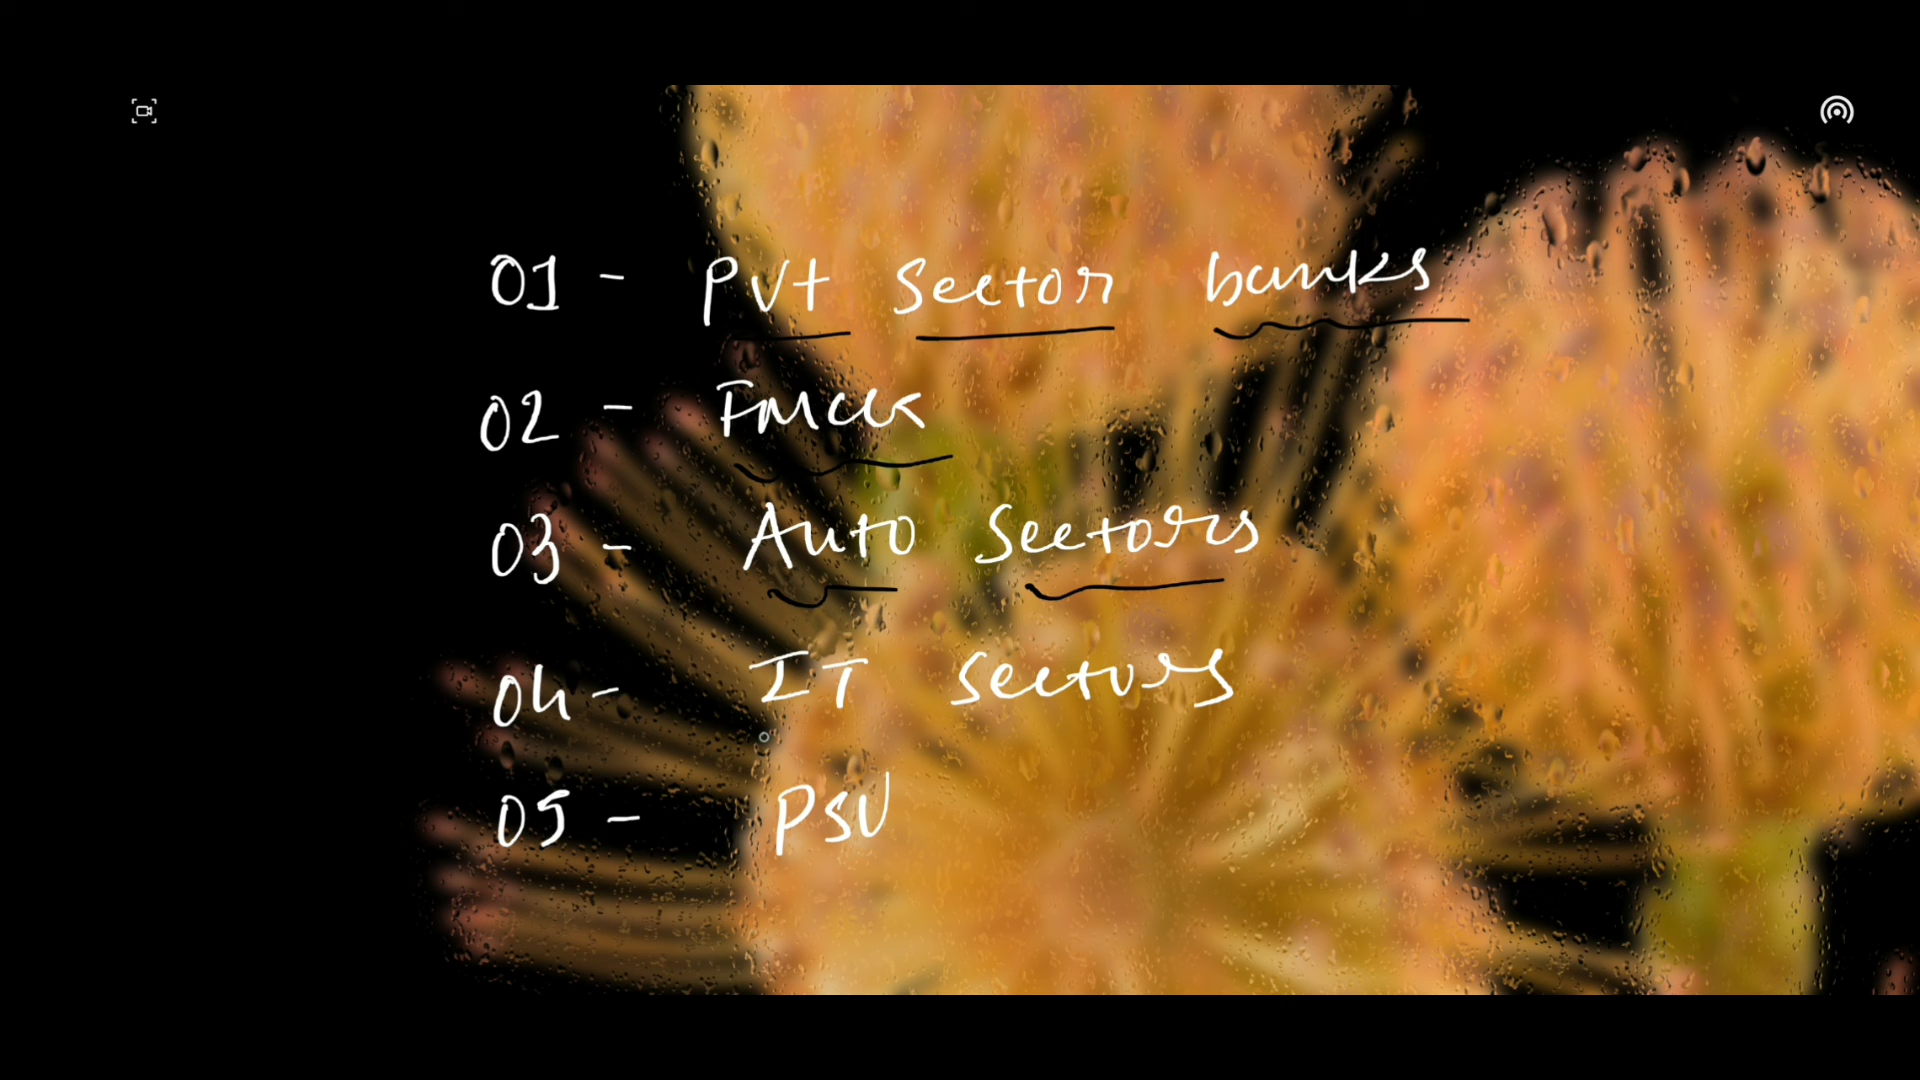 01 - Pvt Sector banks
02 - FMCG
03 - Auto Sectors
04 - IT Sectors
05 - PSU